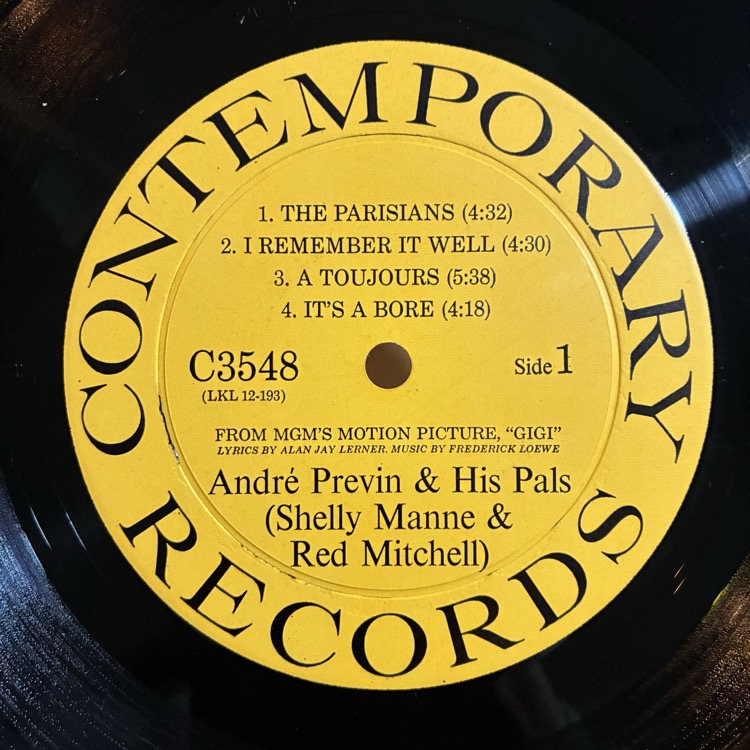 CONTEMPORARY
1. THE PARISIANS (4:32)
2. I REMEMBER IT WELL (4:30)
3. A TOUJOURS (5:38)
4. IT'S A BORE (4:18)
C3548
(LKL 12-193)
Side 1
FROM MGM'S MOTION PICTURE, "GIGI"
LYRICS BY ALAN JAY LERNER. MUSIC BY FREDERICK LOEWE
André Previn & His Pals
(Shelly Manne &
Red Mitchell)
RECORDS